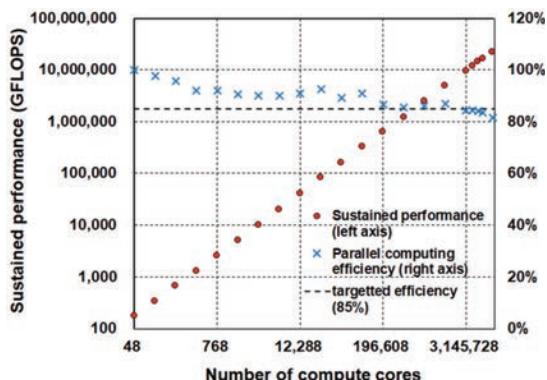 Sustained performance (GFLOPS)
100,000,000
10,000,000
1,000,000
100,000
10,000
1,000
100
120%
100%
80%
60%
40%
20%
0%
Sustained performance
(left axis)
Parallel computing
efficiency (right axis)
targetted efficiency
(85%)
48
768
12,288
196,608
3,145,728
Number of compute cores